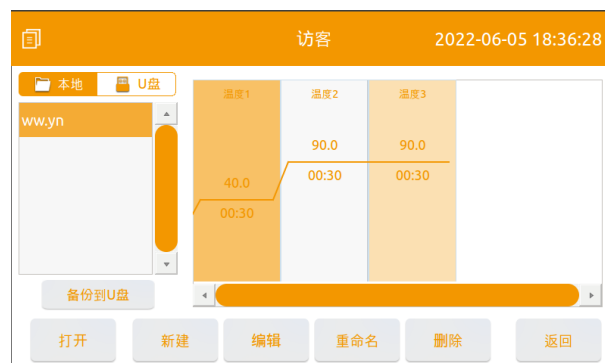 访客 2022-06-05 18:36:28
本地 U盘
ww.yn
温度1 温度2 温度3
90.0 90.0
00:30 00:30
40.0
00:30
备份到U盘
打开 新建 编辑 重命名 删除 返回